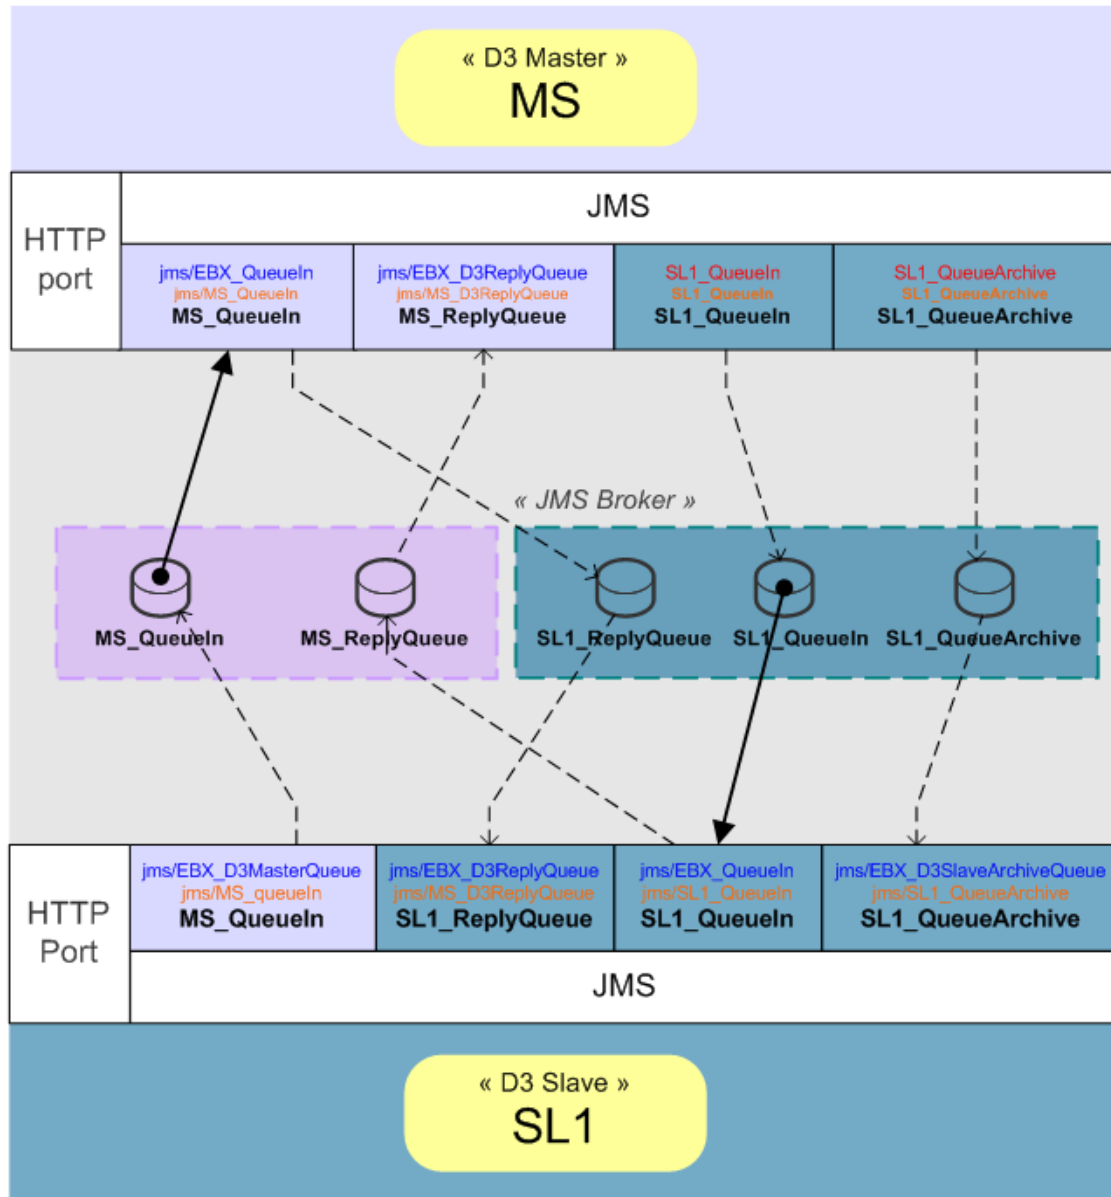 « D3 Master »
MS
HTTP
port
JMS
jms/EBX_QueueIn
jms/MS_QueueIn
MS_QueueIn
jms/EBX_D3ReplyQueue
jms/MS_D3ReplyQueue
MS_ReplyQueue
SL1_QueueIn
SL1_QueueIn
SL1_QueueIn
SL1_QueueArchive
SL1_QueueArchive
SL1_QueueArchive
« JMS Broker »
MS_QueueIn
MS_ReplyQueue
SL1_ReplyQueue
SL1_QueueIn
SL1_QueueArchive
HTTP
Port
jms/EBX_D3MasterQueue
jms/MS_queueIn
MS_QueueIn
jms/EBX_D3ReplyQueue
jms/MS_D3ReplyQueue
SL1_ReplyQueue
jms/EBX_QueueIn
jms/SL1_QueueIn
SL1_QueueIn
jms/EBX_D3SlaveArchiveQueue
jms/SL1_QueueArchive
SL1_QueueArchive
JMS
« D3 Slave »
SL1